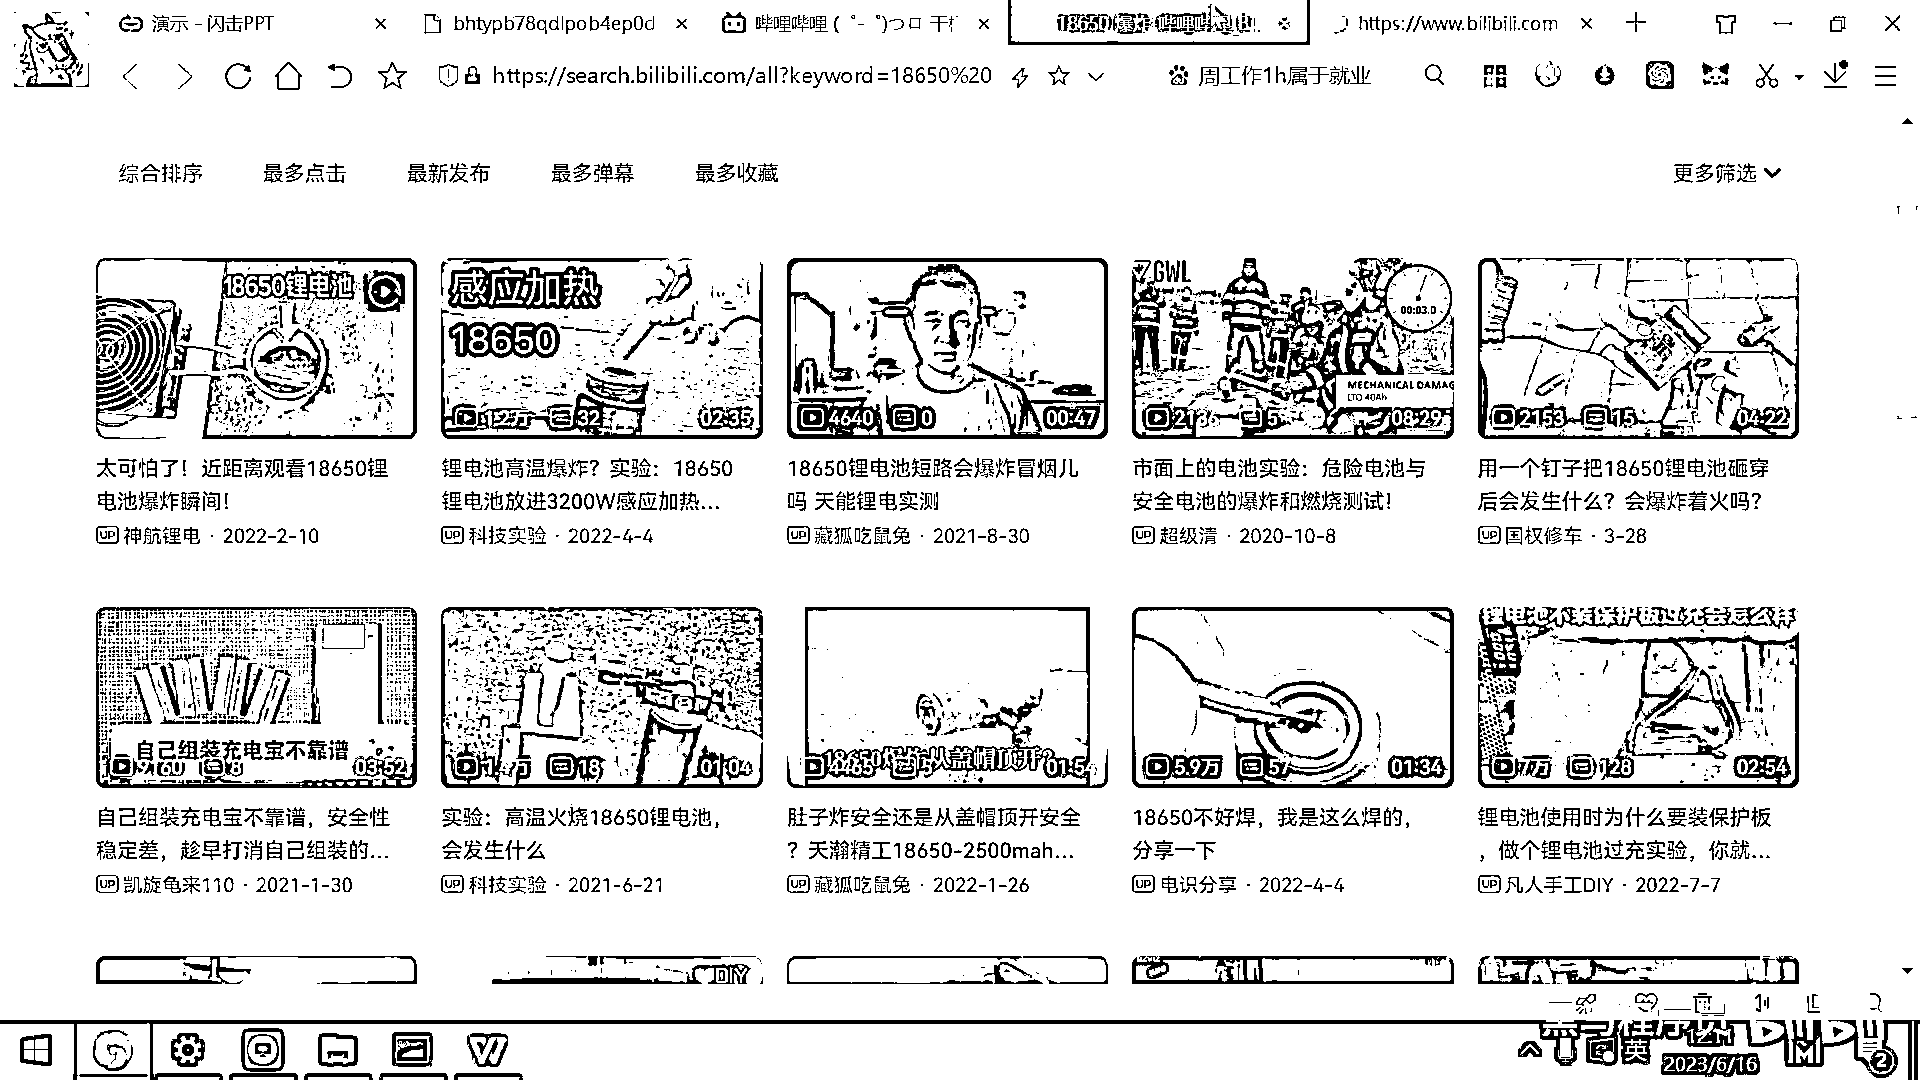 演示 - 闪击PPT
bhtypb78qdlpob4ep0d
哔哩哔哩 ( ゜- ゜)つロ 干杯
https://www.bilibili.com
https://search.bilibili.com/all?keyword=18650%20
周工作1h属于就业
综合排序 最多点击 最新发布 最多弹幕 最多收藏 更多筛选
18650锂电池
感应加热
18650
1.2万 32 02:35
4640 0 00:47
GWL
00:03.0
MECHANICAL DAMAG
LTO 40Ah
08:29
2153 15 04:22
太可怕了！近距离观看18650锂
电池爆炸瞬间！
UP 神航锂电 · 2022-2-10
锂电池高温爆炸？实验：18650
锂电池放进3200W感应加热...
UP 科技实验 · 2022-4-4
18650锂电池短路会爆炸冒烟儿
吗 天能锂电实测
UP 藏狐吃鼠兔 · 2021-8-30
市面上的电池实验：危险电池与
安全电池的爆炸和燃烧测试！
UP 超级清 · 2020-10-8
用一个钉子把18650锂电池砸穿
后会发生什么？会爆炸着火吗？
UP 国权修车 · 3-28
自己组装充电宝不靠谱
8 03:52
18 01:04
5.9万 57 01:34
锂电池不装保护板过充会怎么样
7万 128 02:54
自己组装充电宝不靠谱，安全性
稳定差，趁早打消自己组装的...
UP 凯旋龟来110 · 2021-1-30
实验：高温火烧18650锂电池，
会发生什么
UP 科技实验 · 2021-6-21
肚子炸安全还是从盖帽顶开安全
？天瀚精工18650-2500mah...
UP 藏狐吃鼠兔 · 2022-1-26
18650不好焊，我是这么焊的，
分享一下
UP 电识分享 · 2022-4-4
锂电池使用时为什么要装保护板
，做个锂电池过充实验，你就...
UP 凡人手工DIY · 2022-7-7
DIY
英
2023/6/16
2